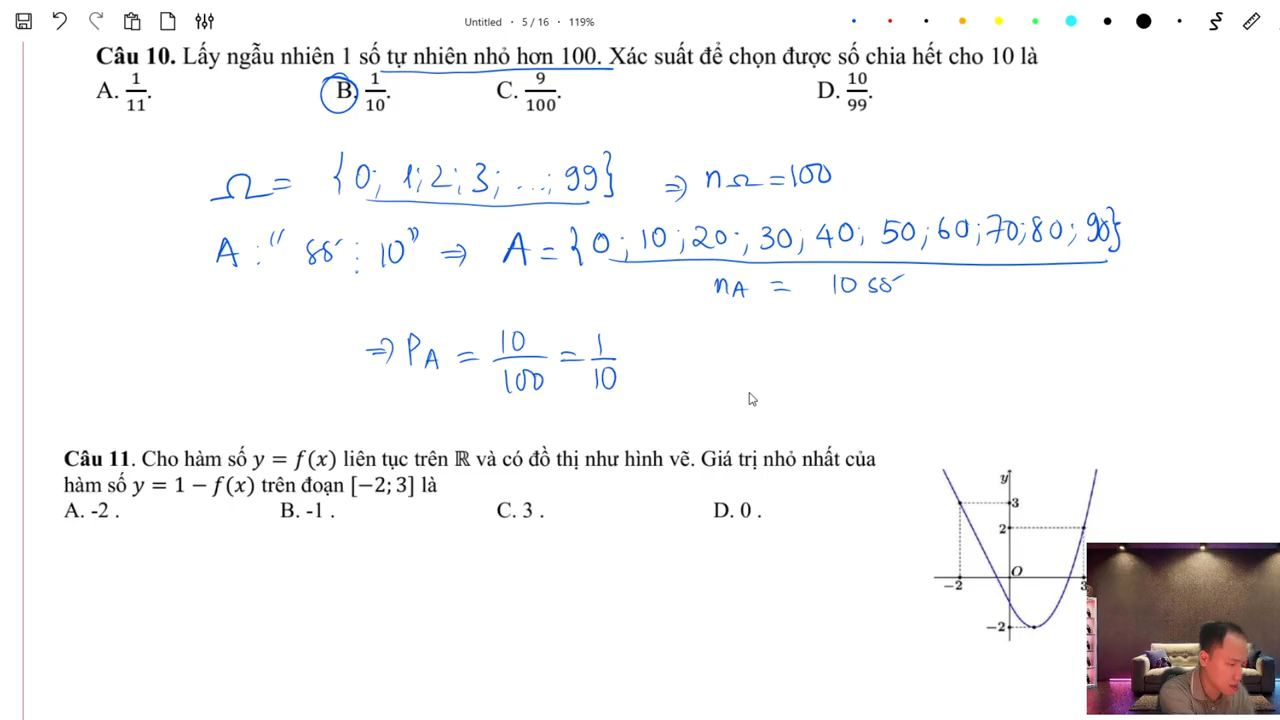 Untitled • 5 / 16 • 119%
Câu 10. Lấy ngẫu nhiên 1 số tự nhiên nhỏ hơn 100. Xác suất để chọn được số chia hết cho 10 là
A. 1/11. B. 1/10. C. 9/100. D. 10/99.
Ω = {0; 1; 2; 3; ...; 99} ⇒ nΩ = 100
A : "số ⋮ 10" ⇒ A = {0; 10; 20; 30; 40; 50; 60; 70; 80; 90}
nA = 10 số
⇒ PA = 10/100 = 1/10
Câu 11. Cho hàm số y = f(x) liên tục trên ℝ và có đồ thị như hình vẽ. Giá trị nhỏ nhất của
hàm số y = 1 − f(x) trên đoạn [−2; 3] là
A. -2 . B. -1 . C. 3 . D. 0 .
y
3
2
O
−2 3
−2